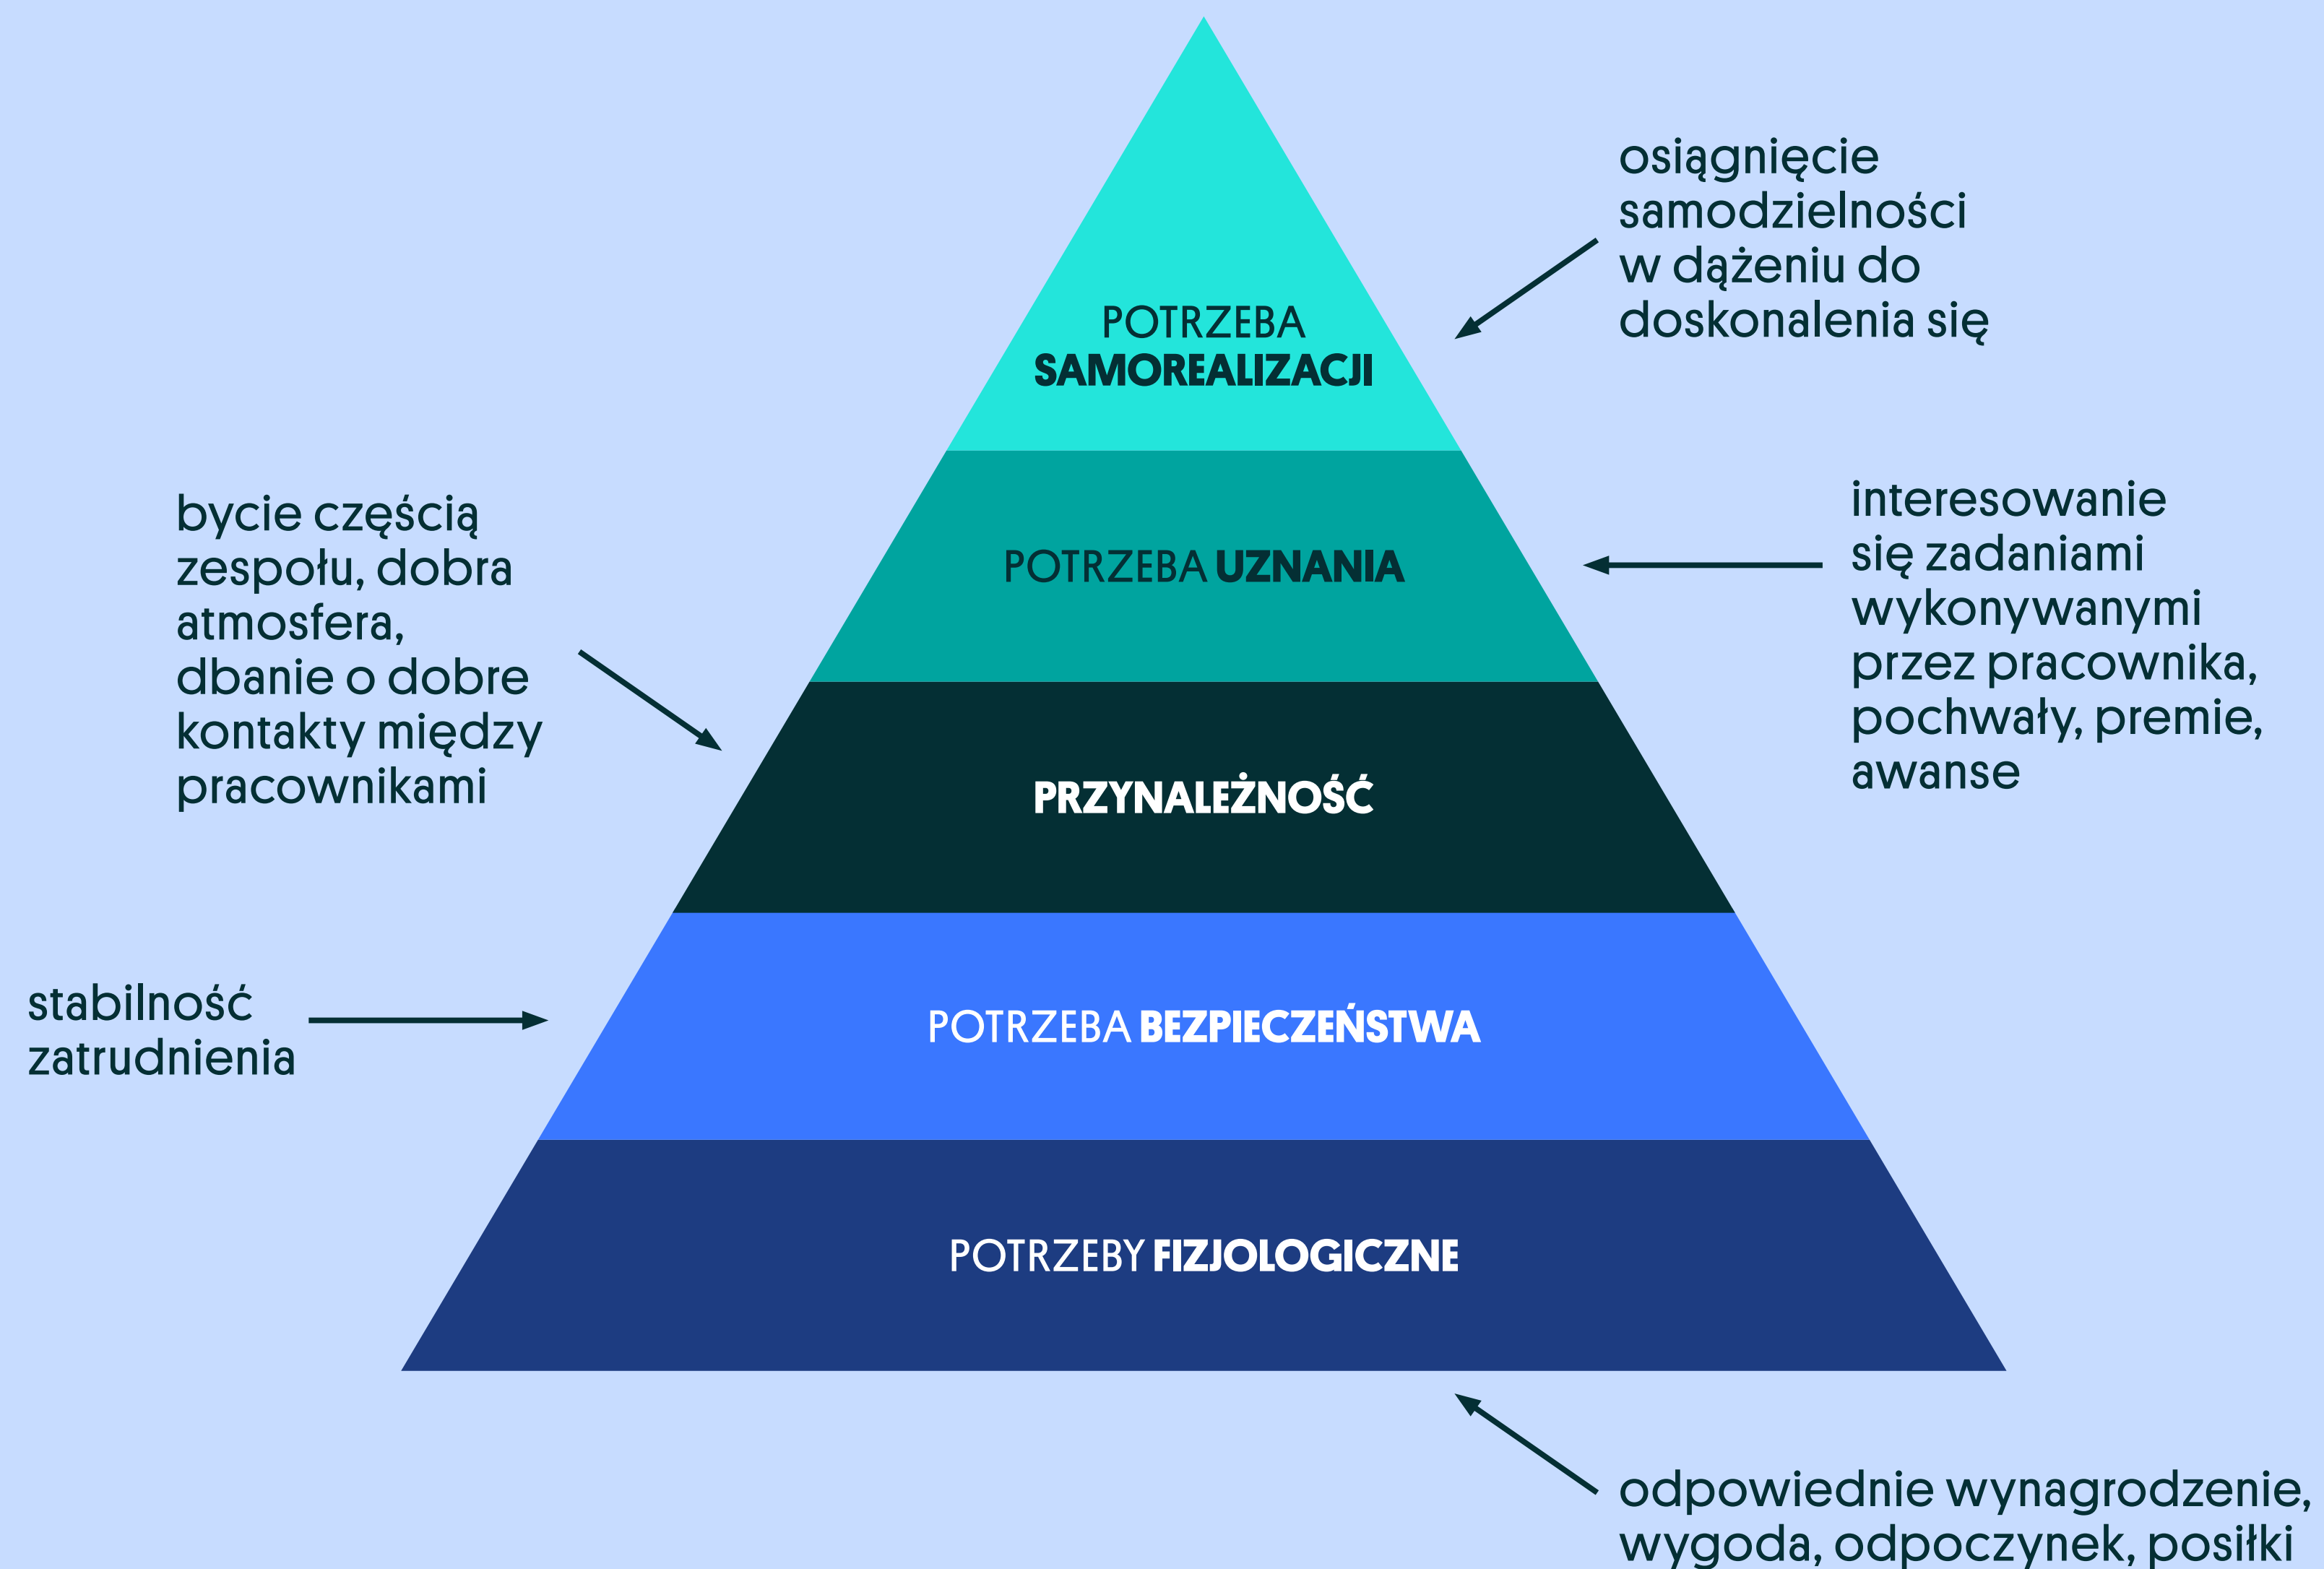 osiągnięcie
samodzielności
w dążeniu do
doskonalenia się
POTRZEBA
SAMOREALIZACJI
interesowanie
się zadaniami
wykonywanymi
przez pracownika,
pochwały, premie,
awanse
POTRZEBA UZNANIA
bycie częścią
zespołu, dobra
atmosfera,
dbanie o dobre
kontakty między
pracownikami
PRZYNALEŻNOŚĆ
stabilność
zatrudnienia
POTRZEBA BEZPIECZEŃSTWA
POTRZEBY FIZJOLOGICZNE
odpowiednie wynagrodzenie,
wygoda, odpoczynek, posiłki